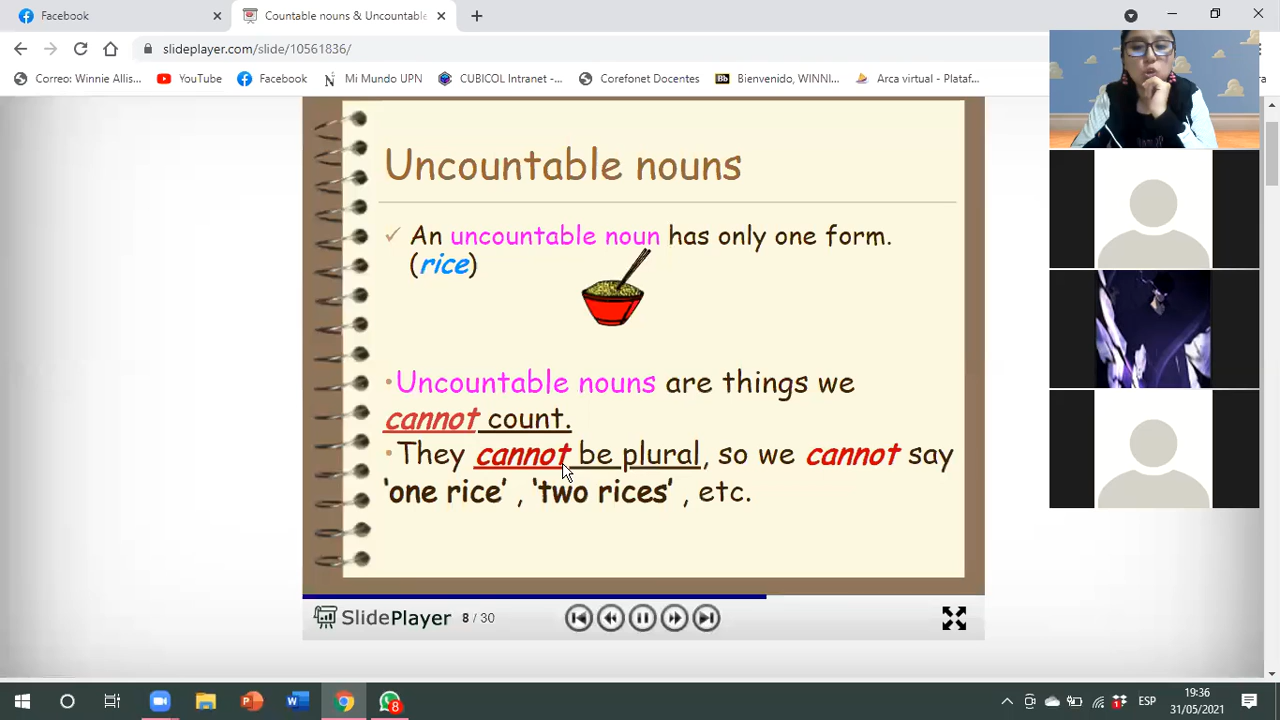 Facebook
Countable nouns & Uncountable
slideplayer.com/slide/10561836/
Correo: Winnie Allis...
YouTube
Facebook
Mi Mundo UPN
CUBICOL Intranet -...
Corefonet Docentes
Bb Bienvenido, WINNI...
Arca virtual - Plataf...
Uncountable nouns
An uncountable noun has only one form.
(rice)
•Uncountable nouns are things we
cannot count.
•They cannot be plural, so we cannot say
‘one rice’ , ‘two rices’ , etc.
SlidePlayer
8 / 30
8
ESP
19:36
31/05/2021